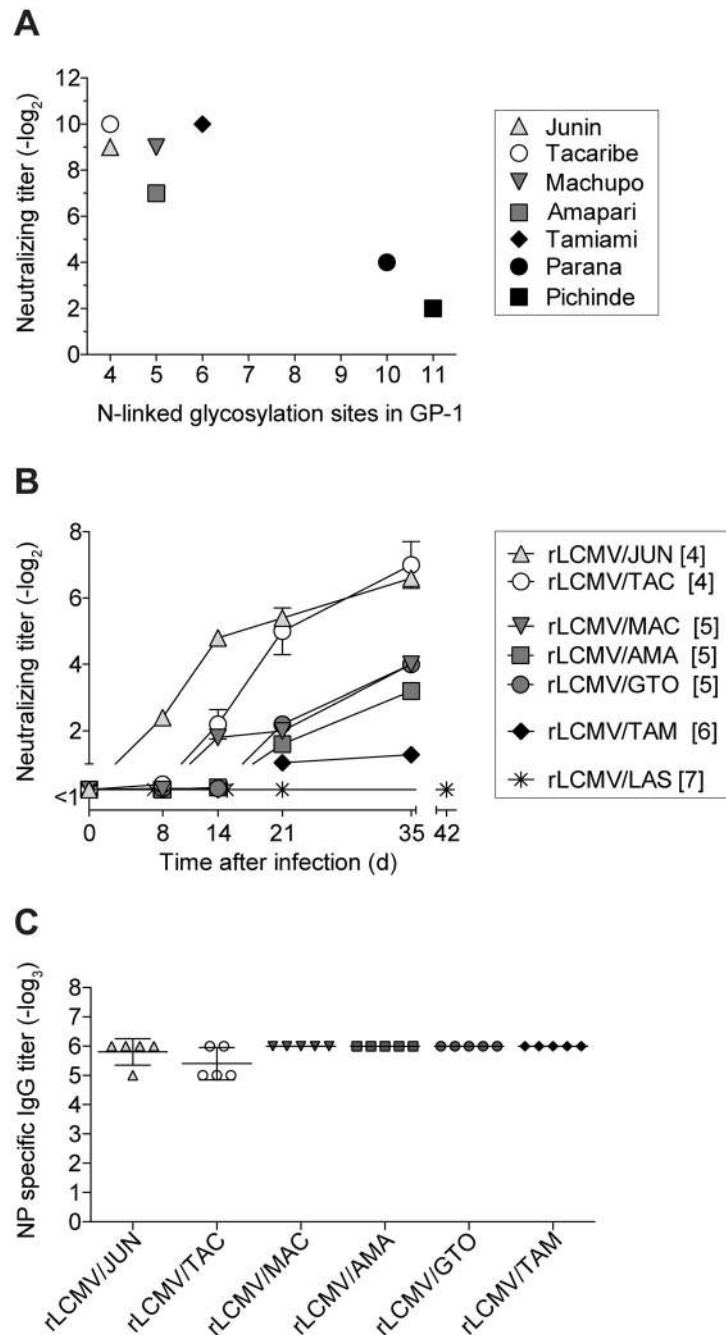 A
Neutralizing titer (-log2)
12
10
8
6
4
2
0
4 5 6 7 8 9 10 11
N-linked glycosylation sites in GP-1
Junin
Tacaribe
Machupo
Amapari
Tamiami
Parana
Pichinde
B
Neutralizing titer (-log2)
8
6
4
2
<1
0 8 14 21 35 42
Time after infection (d)
rLCMV/JUN [4]
rLCMV/TAC [4]
rLCMV/MAC [5]
rLCMV/AMA [5]
rLCMV/GTO [5]
rLCMV/TAM [6]
rLCMV/LAS [7]
C
NP specific IgG titer (-log3)
8
7
6
5
4
3
2
1
0
rLCMV/JUN
rLCMV/TAC
rLCMV/MAC
rLCMV/AMA
rLCMV/GTO
rLCMV/TAM